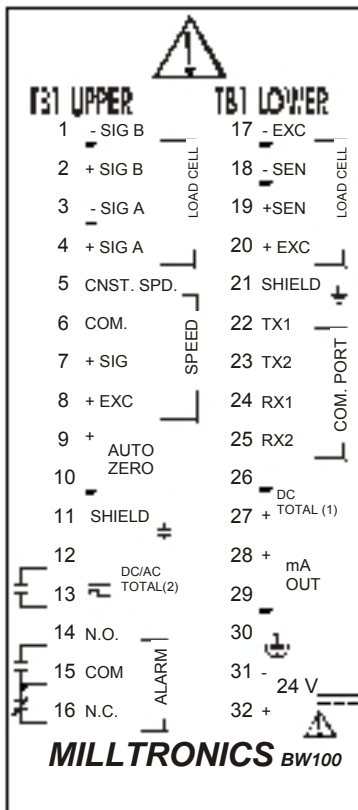 TB1 UPPER
1 - SIG B
2 + SIG B
3 - SIG A
4 + SIG A
LOAD CELL
5 CNST. SPD.
6 COM.
7 + SIG
8 + EXC
SPEED
9 +
AUTO
ZERO
10 -
11 SHIELD
12
DC/AC
TOTAL(2)
13
14 N.O.
15 COM
16 N.C.
ALARM
TB1 LOWER
17 - EXC
18 - SEN
19 +SEN
20 + EXC
LOAD CELL
21 SHIELD
22 TX1
23 TX2
24 RX1
25 RX2
COM. PORT
26 -
DC
TOTAL (1)
27 +
28 +
mA
OUT
29 -
30
31 -
24 V
32 +
MILLTRONICS BW100